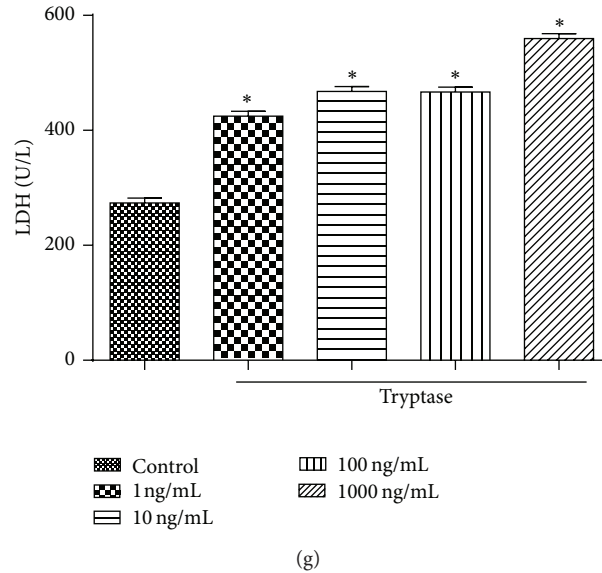 600
400
200
0
LDH (U/L)
*
*
*
*
Tryptase
Control
1 ng/mL
10 ng/mL
100 ng/mL
1000 ng/mL
(g)